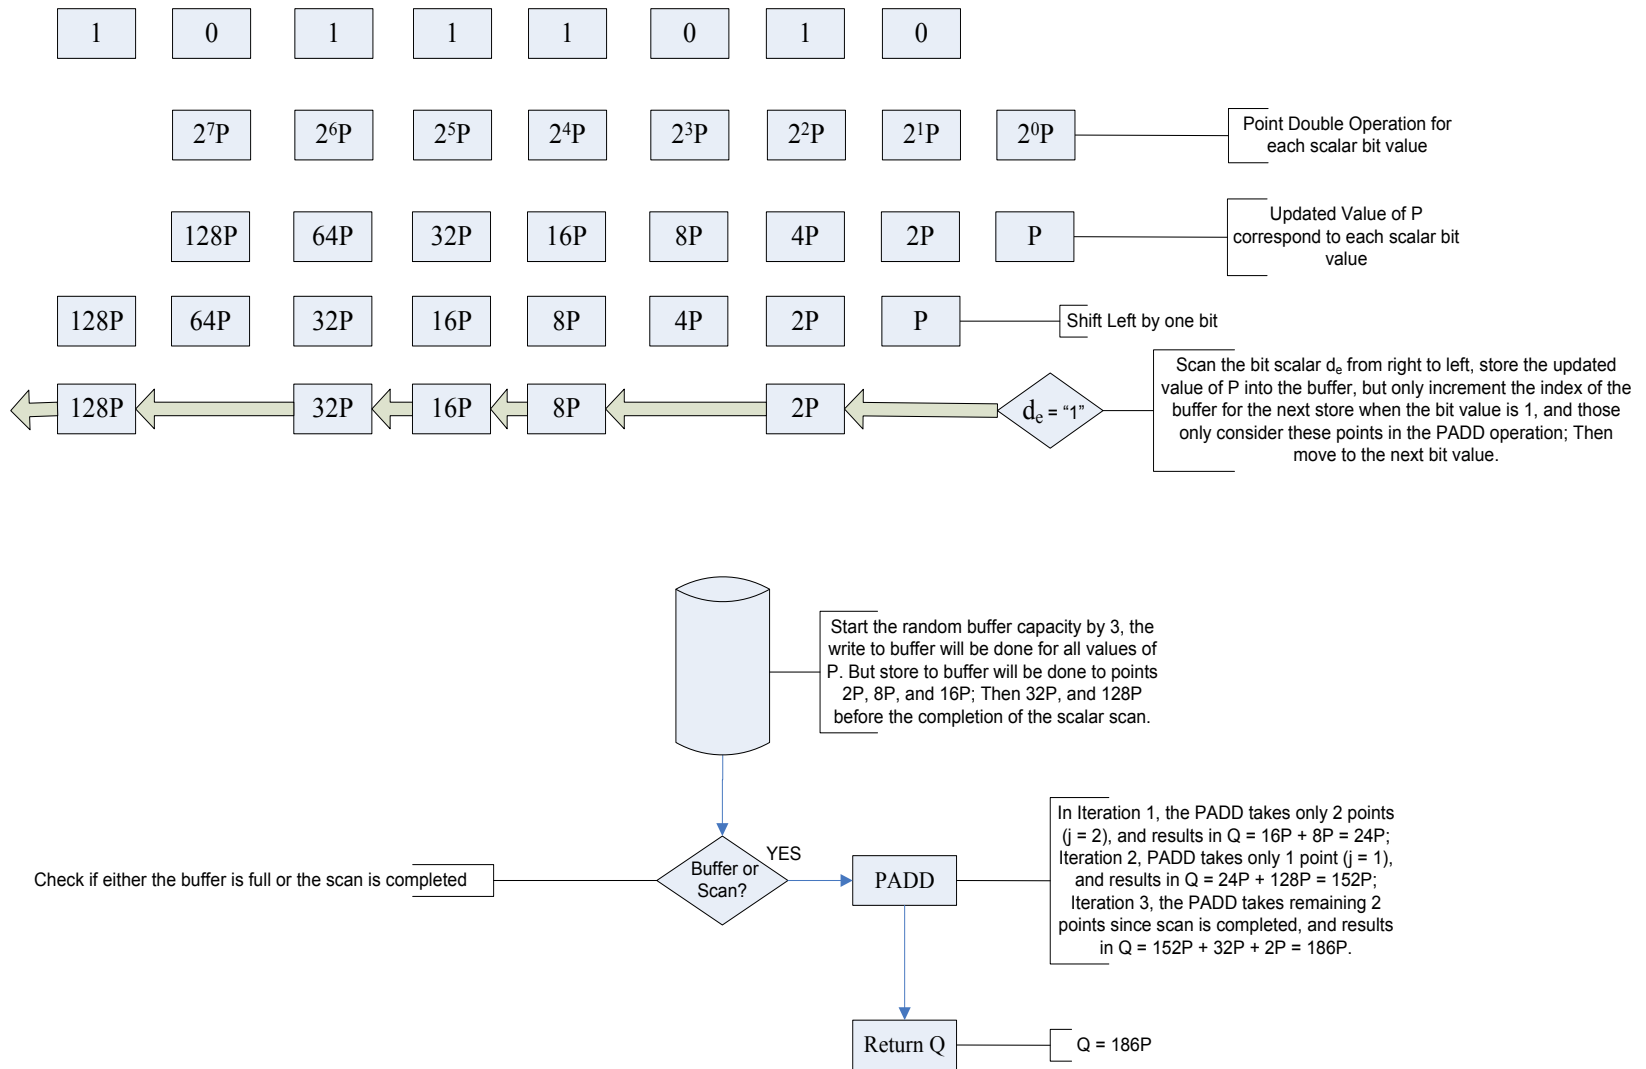 1 0 1 1 1 0 1 0
2⁷P 2⁶P 2⁵P 2⁴P 2³P 2²P 2¹P 2⁰P
Point Double Operation for
each scalar bit value
128P 64P 32P 16P 8P 4P 2P P
Updated Value of P
correspond to each scalar bit
value
128P 64P 32P 16P 8P 4P 2P P
Shift Left by one bit
128P 32P 16P 8P 2P dₑ = “1”
Scan the bit scalar dₑ from right to left, store the updated
value of P into the buffer, but only increment the index of the
buffer for the next store when the bit value is 1, and those
only consider these points in the PADD operation; Then
move to the next bit value.
Start the random buffer capacity by 3, the
write to buffer will be done for all values of
P. But store to buffer will be done to points
2P, 8P, and 16P; Then 32P, and 128P
before the completion of the scalar scan.
Check if either the buffer is full or the scan is completed
Buffer or
Scan?
YES
PADD
In Iteration 1, the PADD takes only 2 points
(j = 2), and results in Q = 16P + 8P = 24P;
Iteration 2, PADD takes only 1 point (j = 1),
and results in Q = 24P + 128P = 152P;
Iteration 3, the PADD takes remaining 2
points since scan is completed, and results
in Q = 152P + 32P + 2P = 186P.
Return Q
Q = 186P